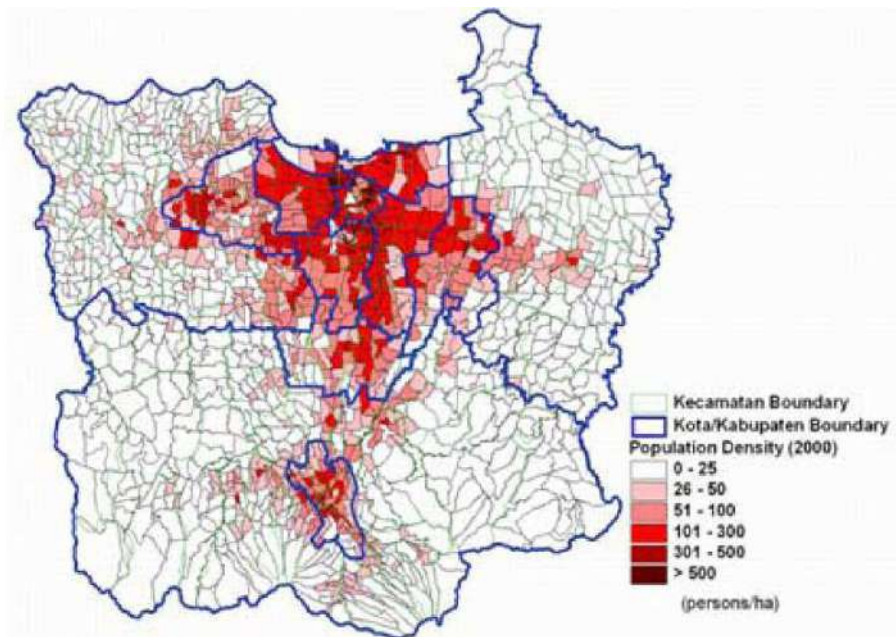 Kecamatan Boundary
Kota/Kabupaten Boundary
Population Density (2000)
0 - 25
26 - 50
51 - 100
101 - 300
301 - 500
> 500
(persons/ha)